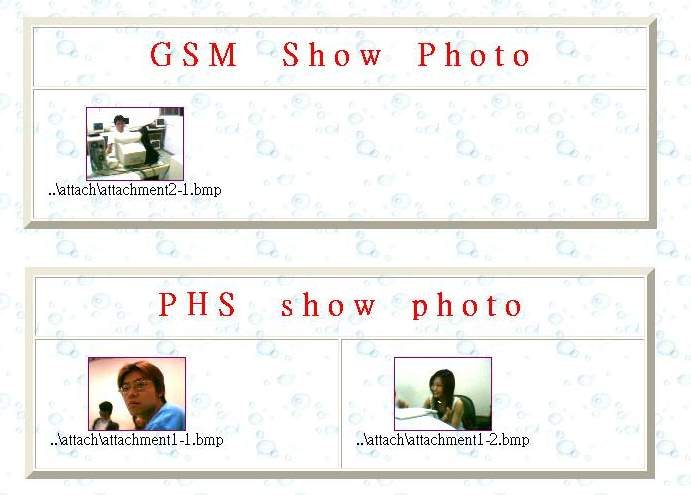 GSM Show Photo
..\attach\attachment2-1.bmp
PHS show photo
..\attach\attachment1-1.bmp
..\attach\attachment1-2.bmp